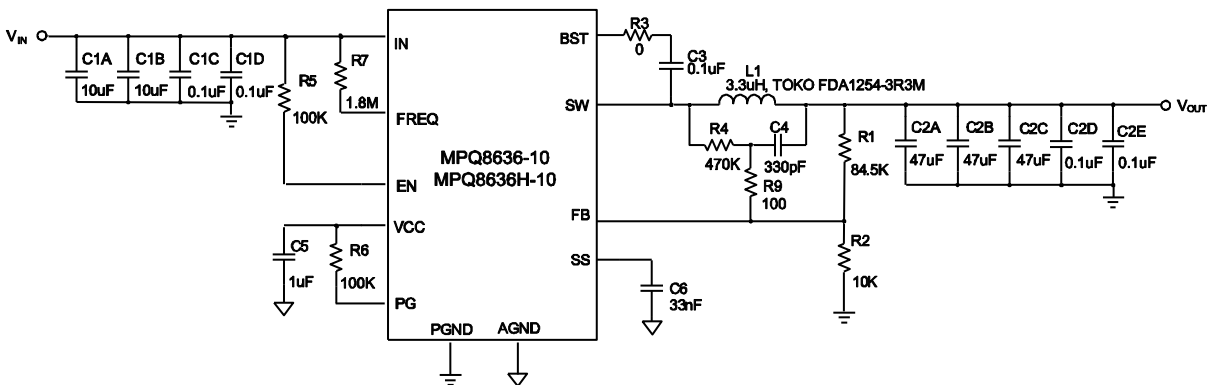 VIN
C1A
10uF
C1B
10uF
C1C
0.1uF
C1D
0.1uF
R5
100K
R7
1.8M
IN
FREQ
EN
VCC
PG
C5
1uF
R6
100K
MPQ8636-10
MPQ8636H-10
BST
SW
FB
SS
PGND
AGND
R3
0
C3
0.1uF
L1
3.3uH, TOKO FDA1254-3R3M
R4
470K
C4
330pF
R9
100
R1
84.5K
R2
10K
C6
33nF
C2A
47uF
C2B
47uF
C2C
47uF
C2D
0.1uF
C2E
0.1uF
VOUT